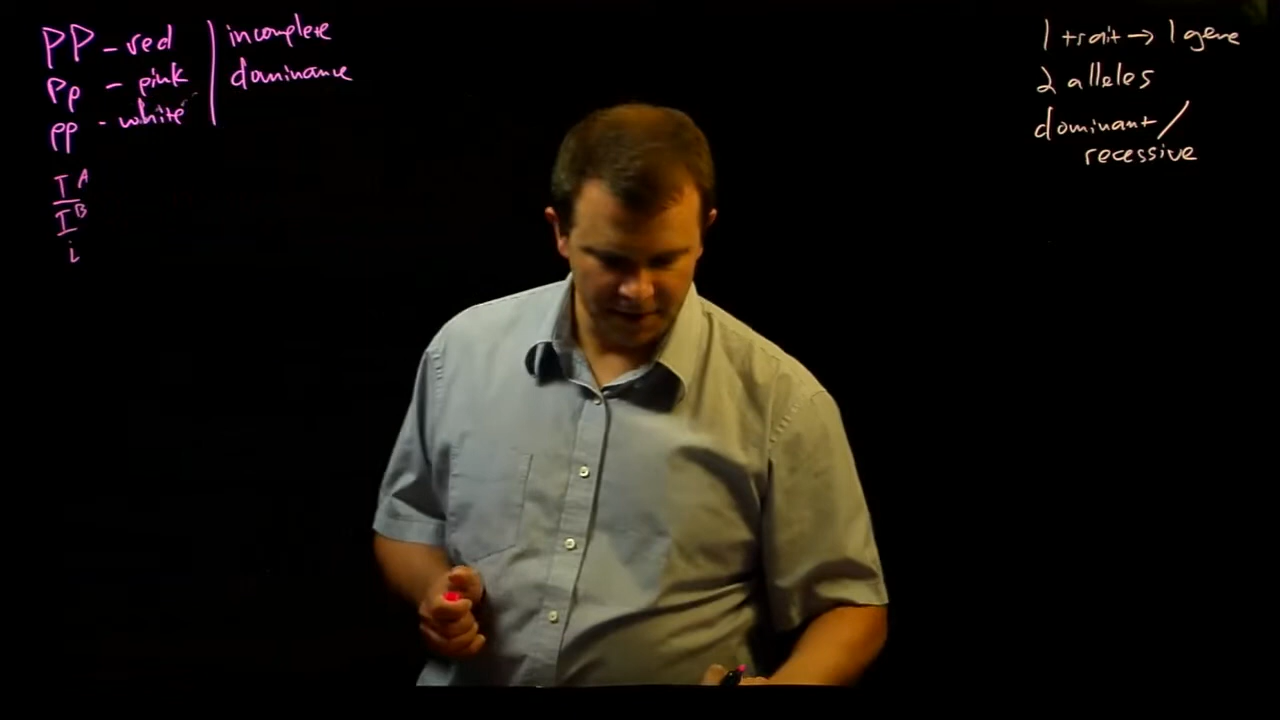 PP - red
Pp - pink
pp - white
incomplete
dominance
I^A
I^B
i
1 trait → 1 gene
2 alleles
dominant/
recessive